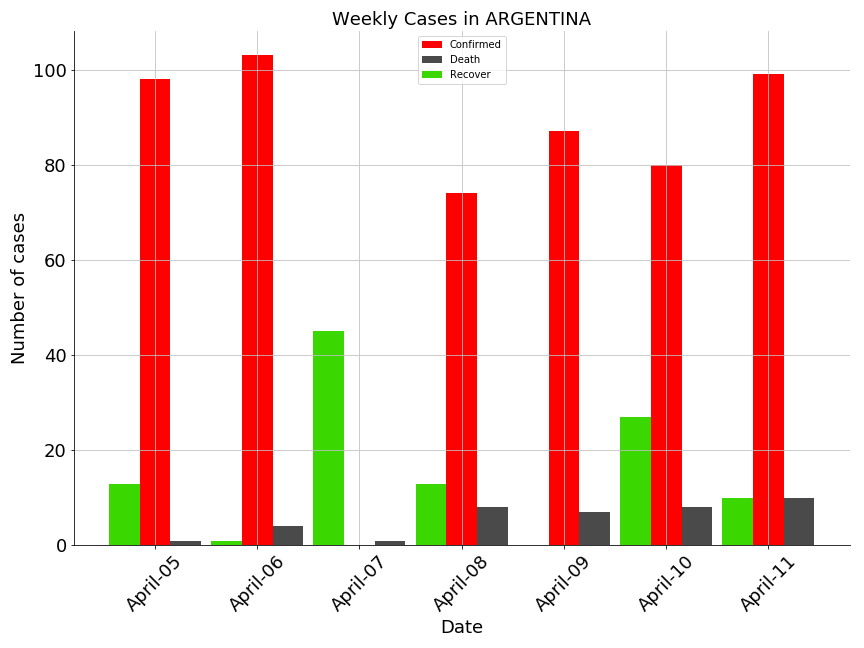 Weekly Cases in ARGENTINA
Confirmed
Death
Recover
Number of cases
100
80
60
40
20
0
April-05
April-06
April-07
April-08
April-09
April-10
April-11
Date